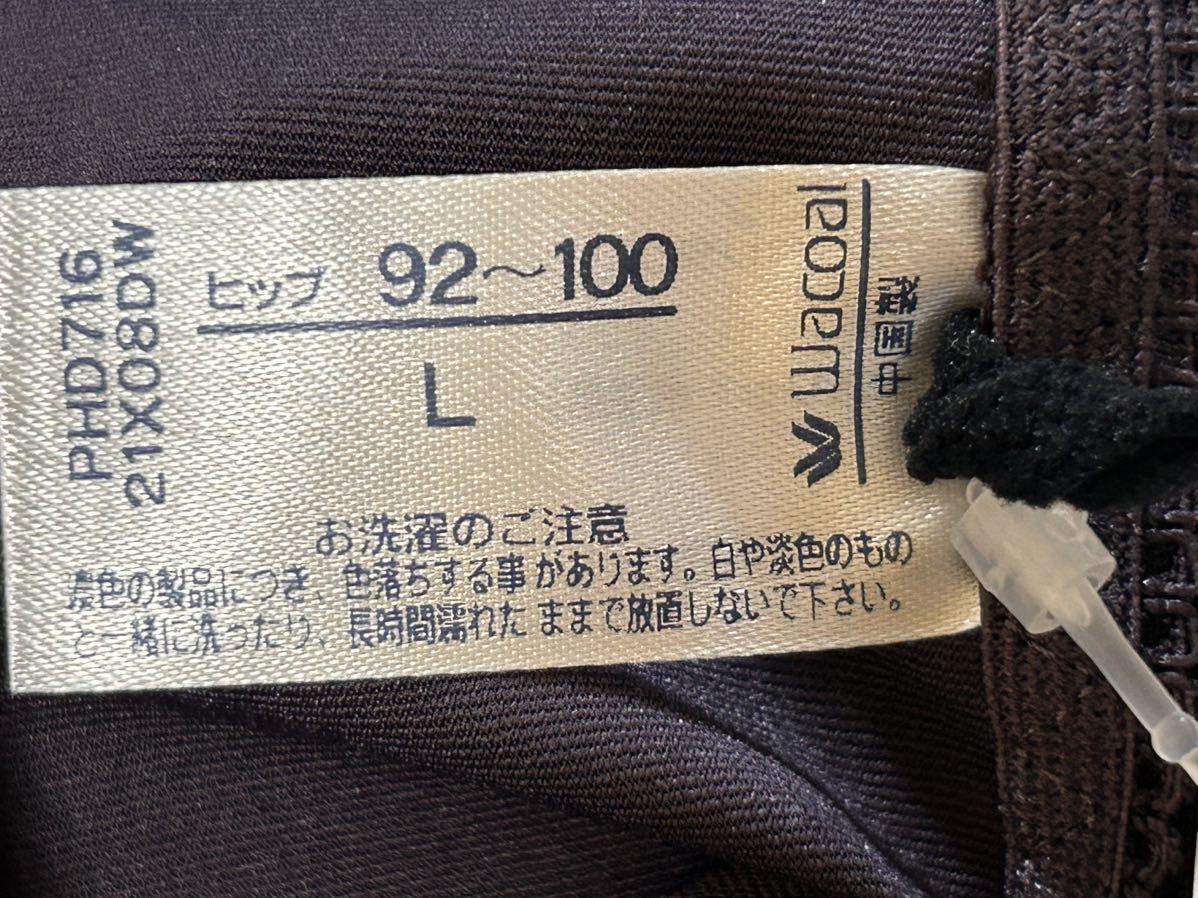 PHD716
21X08DW
ヒップ 92～100
L
wacoal
中国製
お洗濯のご注意
濃色の製品につき、色落ちする事があります。白や淡色のもの
と一緒に洗ったり、長時間濡れたままで放置しないで下さい。